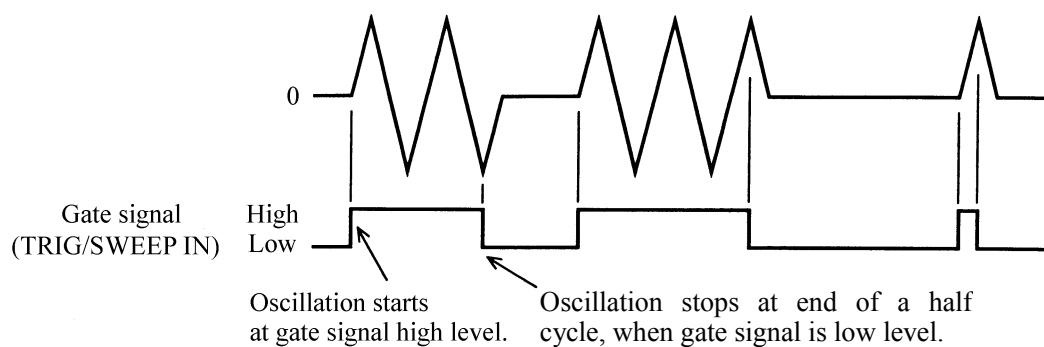 0
Gate signal
(TRIG/SWEEP IN)
High
Low
Oscillation starts
at gate signal high level.
Oscillation stops at end of a half
cycle, when gate signal is low level.